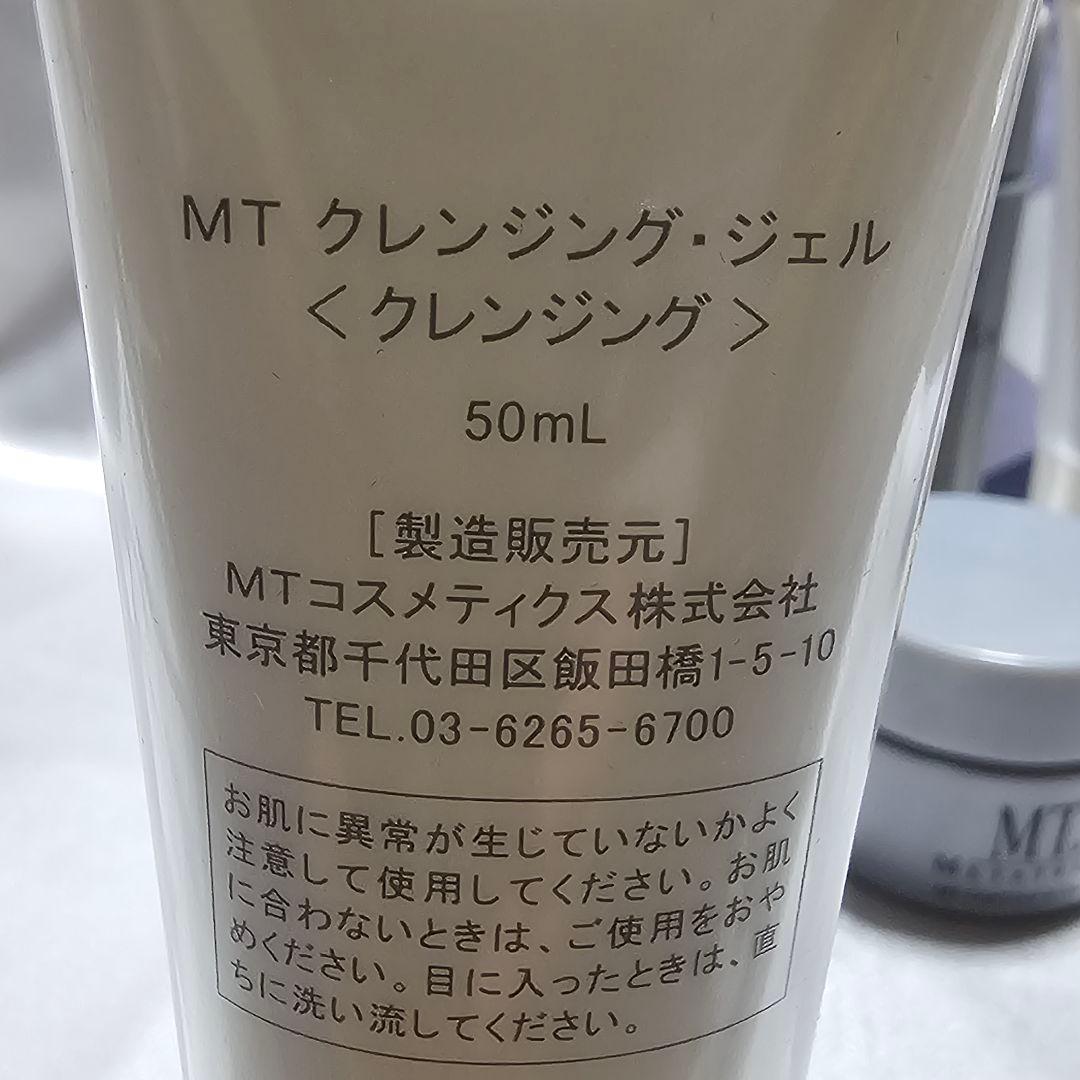 MT クレンジング・ジェル
<クレンジング>
50mL
[製造販売元]
MTコスメティクス株式会社
東京都千代田区飯田橋1-5-10
TEL.03-6265-6700
お肌に異常が生じていないかよく
注意して使用してください。お肌
に合わないときは、ご使用をおや
めください。目に入ったときは、直
ちに洗い流してください。
MT